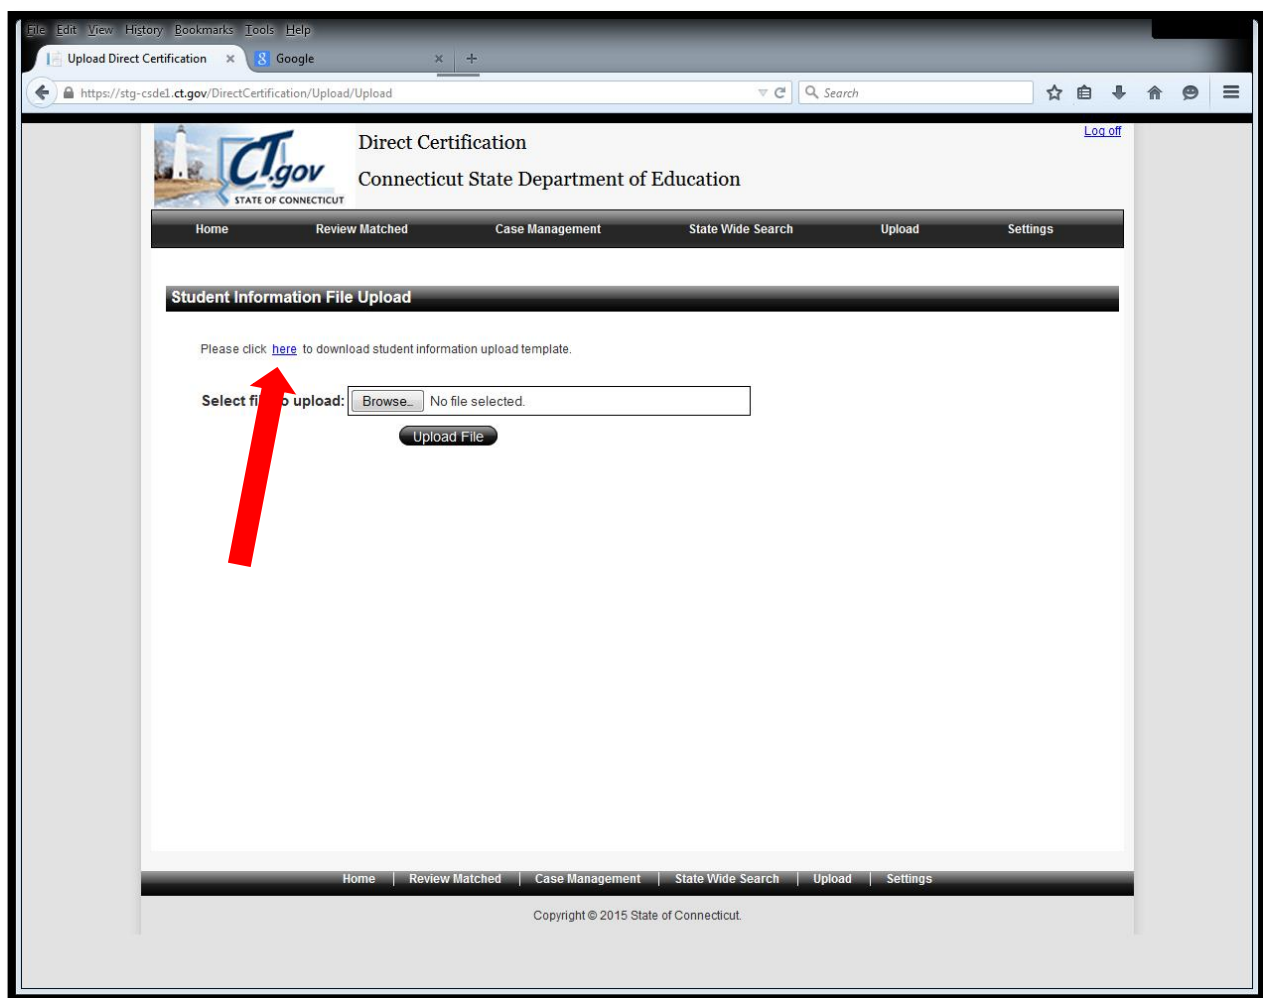 File Edit View History Bookmarks Tools Help
Upload Direct Certification × 8 Google × +
https://stg-csde1.ct.gov/DirectCertification/Upload/Upload Search
Log off
CT.gov
STATE OF CONNECTICUT
Direct Certification
Connecticut State Department of Education
Home Review Matched Case Management State Wide Search Upload Settings
Student Information File Upload
Please click here to download student information upload template.
Select upload: Browse… No file selected.
Upload File
Home | Review Matched | Case Management | State Wide Search | Upload | Settings
Copyright © 2015 State of Connecticut.